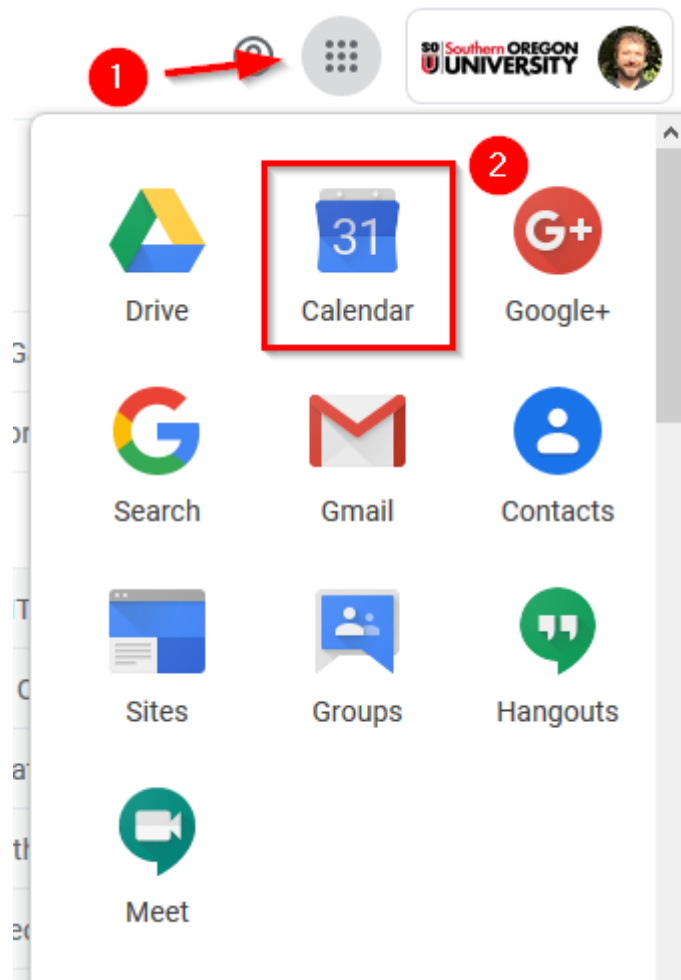 1
SO Southern OREGON
U UNIVERSITY
2
31
G+
Drive
Calendar
Google+
G
Search
Gmail
Contacts
Sites
Groups
Hangouts
Meet